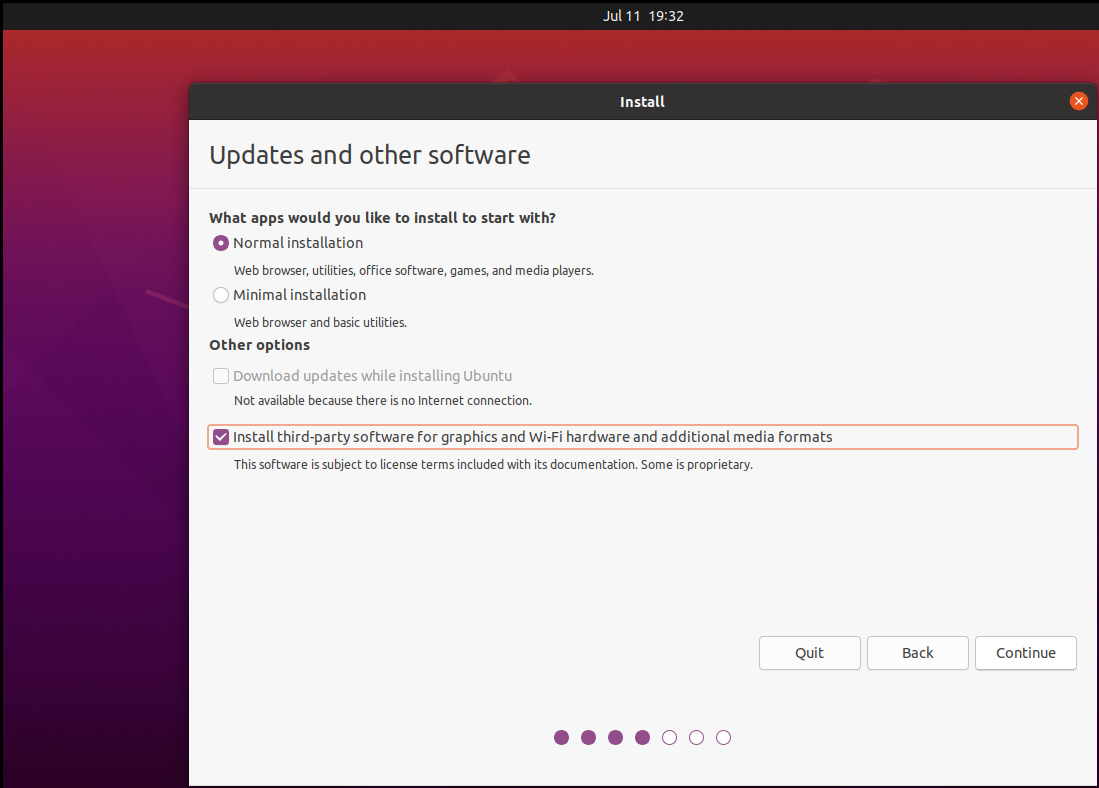 Jul 11 19:32
Install
Updates and other software
What apps would you like to install to start with?
Normal installation
Web browser, utilities, office software, games, and media players.
Minimal installation
Web browser and basic utilities.
Other options
Download updates while installing Ubuntu
Not available because there is no Internet connection.
Install third-party software for graphics and Wi-Fi hardware and additional media formats
This software is subject to license terms included with its documentation. Some is proprietary.
Quit Back Continue